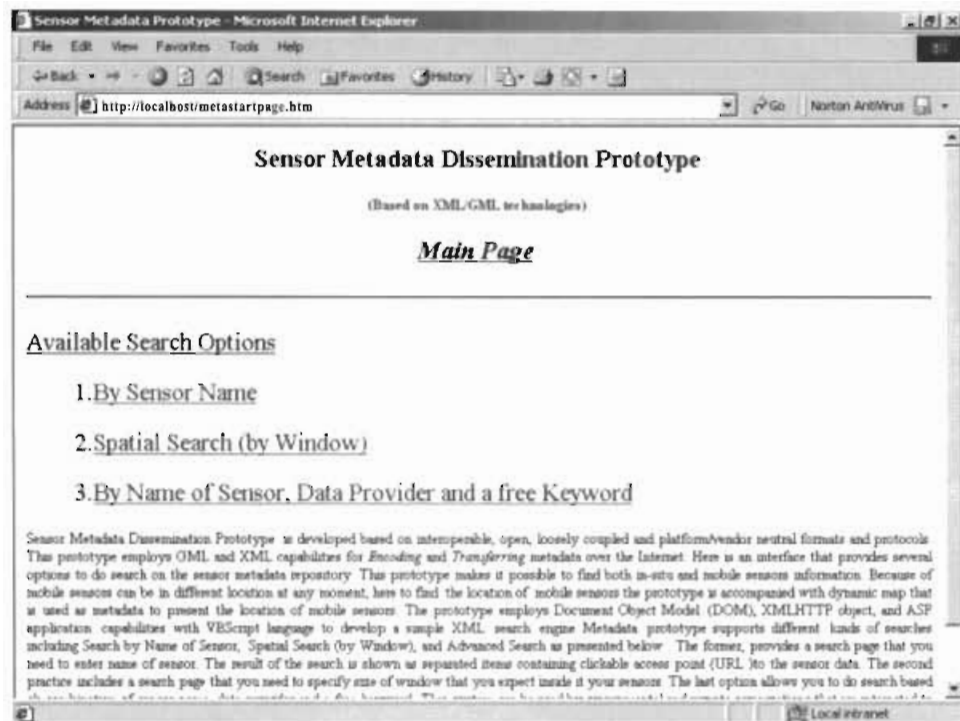 Sensor Metadata Prototype - Microsoft Internet Explorer
File Edit View Favorites Tools Help
Back Search Favorites History
Address http://localhost/metastartpage.htm Go Norton AntiVirus
Sensor Metadata Dissemination Prototype
(Based on XML/GML technologies)
Main Page
Available Search Options
1.By Sensor Name
2.Spatial Search (by Window)
3.By Name of Sensor, Data Provider and a free Keyword
Sensor Metadata Dissemination Prototype is developed based on interoperable, open, loosely coupled and platform/vendor neutral formats and protocols
This prototype employs GML and XML capabilities for Encoding and Transferring metadata over the Internet. Here is an interface that provides several
options to do search on the sensor metadata repository. This prototype makes it possible to find both in-situ and mobile sensors information. Because of
mobile sensors can be in different location at any moment, here to find the location of mobile sensors the prototype is accompanied with dynamic map that
is used as metadata to present the location of mobile sensors. The prototype employs Document Object Model (DOM), XMLHTTP object, and ASP
application capabilities with VBScript language to develop a simple XML search engine Metadata prototype supports different kinds of searches
including Search by Name of Sensor, Spatial Search (by Window), and Advanced Search as presented below. The former, provides a search page that you
need to enter name of sensor. The result of the search is shown as separated items containing clickable access point (URL )to the sensor data. The second
practice includes a search page that you need to specify size of window that you expect inside it your sensors. The last option allows you to do search based
Local intranet